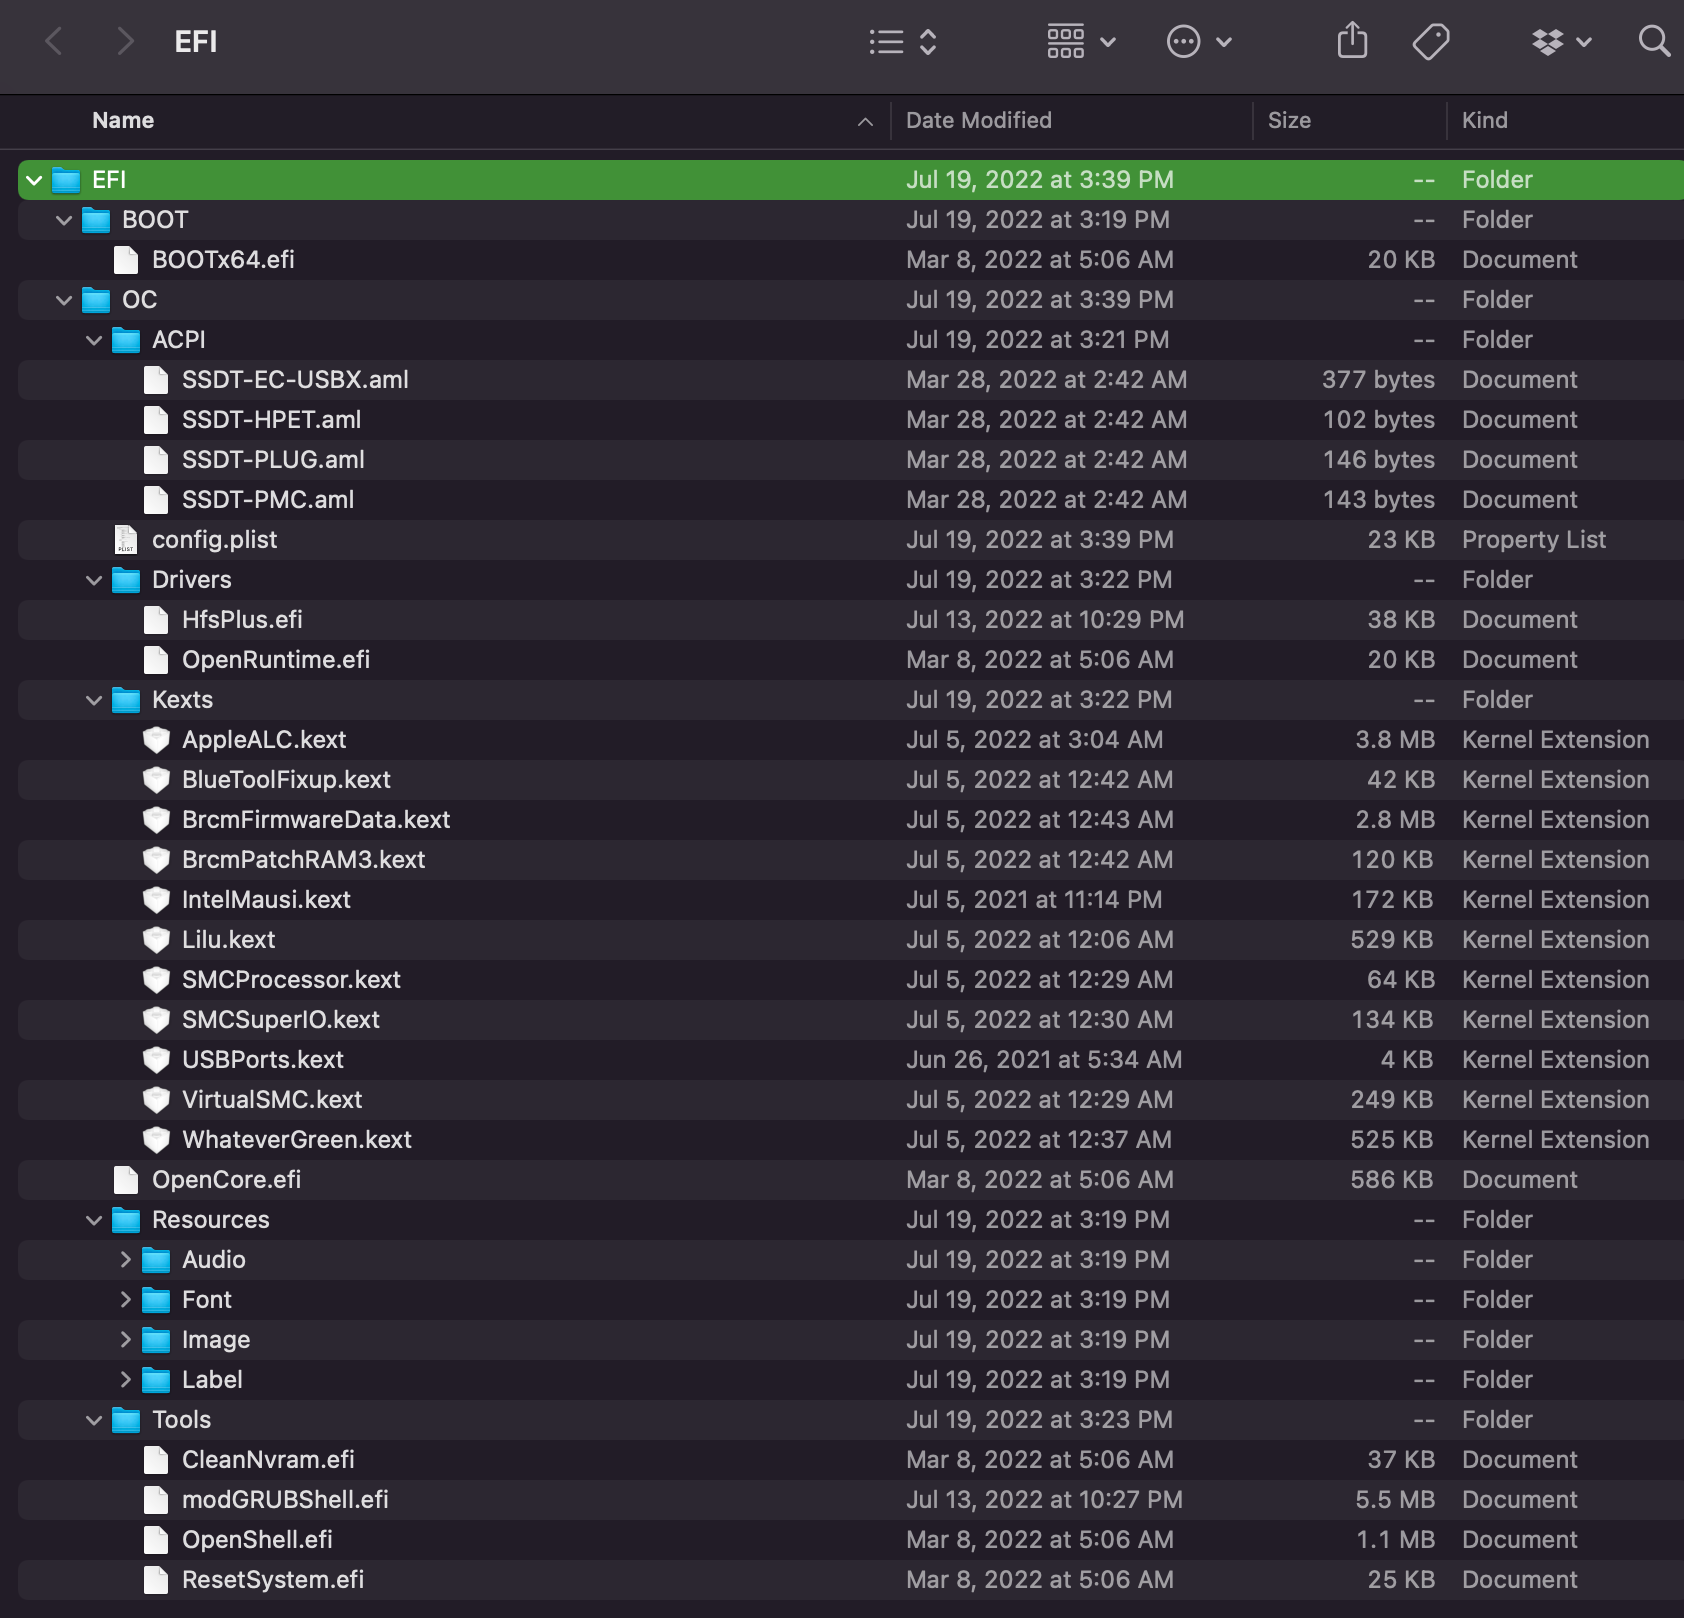 EFI
Name Date Modified Size Kind
EFI Jul 19, 2022 at 3:39 PM -- Folder
BOOT Jul 19, 2022 at 3:19 PM -- Folder
BOOTx64.efi Mar 8, 2022 at 5:06 AM 20 KB Document
OC Jul 19, 2022 at 3:39 PM -- Folder
ACPI Jul 19, 2022 at 3:21 PM -- Folder
SSDT-EC-USBX.aml Mar 28, 2022 at 2:42 AM 377 bytes Document
SSDT-HPET.aml Mar 28, 2022 at 2:42 AM 102 bytes Document
SSDT-PLUG.aml Mar 28, 2022 at 2:42 AM 146 bytes Document
SSDT-PMC.aml Mar 28, 2022 at 2:42 AM 143 bytes Document
config.plist Jul 19, 2022 at 3:39 PM 23 KB Property List
Drivers Jul 19, 2022 at 3:22 PM -- Folder
HfsPlus.efi Jul 13, 2022 at 10:29 PM 38 KB Document
OpenRuntime.efi Mar 8, 2022 at 5:06 AM 20 KB Document
Kexts Jul 19, 2022 at 3:22 PM -- Folder
AppleALC.kext Jul 5, 2022 at 3:04 AM 3.8 MB Kernel Extension
BlueToolFixup.kext Jul 5, 2022 at 12:42 AM 42 KB Kernel Extension
BrcmFirmwareData.kext Jul 5, 2022 at 12:43 AM 2.8 MB Kernel Extension
BrcmPatchRAM3.kext Jul 5, 2022 at 12:42 AM 120 KB Kernel Extension
IntelMausi.kext Jul 5, 2021 at 11:14 PM 172 KB Kernel Extension
Lilu.kext Jul 5, 2022 at 12:06 AM 529 KB Kernel Extension
SMCProcessor.kext Jul 5, 2022 at 12:29 AM 64 KB Kernel Extension
SMCSuperIO.kext Jul 5, 2022 at 12:30 AM 134 KB Kernel Extension
USBPorts.kext Jun 26, 2021 at 5:34 AM 4 KB Kernel Extension
VirtualSMC.kext Jul 5, 2022 at 12:29 AM 249 KB Kernel Extension
WhateverGreen.kext Jul 5, 2022 at 12:37 AM 525 KB Kernel Extension
OpenCore.efi Mar 8, 2022 at 5:06 AM 586 KB Document
Resources Jul 19, 2022 at 3:19 PM -- Folder
Audio Jul 19, 2022 at 3:19 PM -- Folder
Font Jul 19, 2022 at 3:19 PM -- Folder
Image Jul 19, 2022 at 3:19 PM -- Folder
Label Jul 19, 2022 at 3:19 PM -- Folder
Tools Jul 19, 2022 at 3:23 PM -- Folder
CleanNvram.efi Mar 8, 2022 at 5:06 AM 37 KB Document
modGRUBShell.efi Jul 13, 2022 at 10:27 PM 5.5 MB Document
OpenShell.efi Mar 8, 2022 at 5:06 AM 1.1 MB Document
ResetSystem.efi Mar 8, 2022 at 5:06 AM 25 KB Document